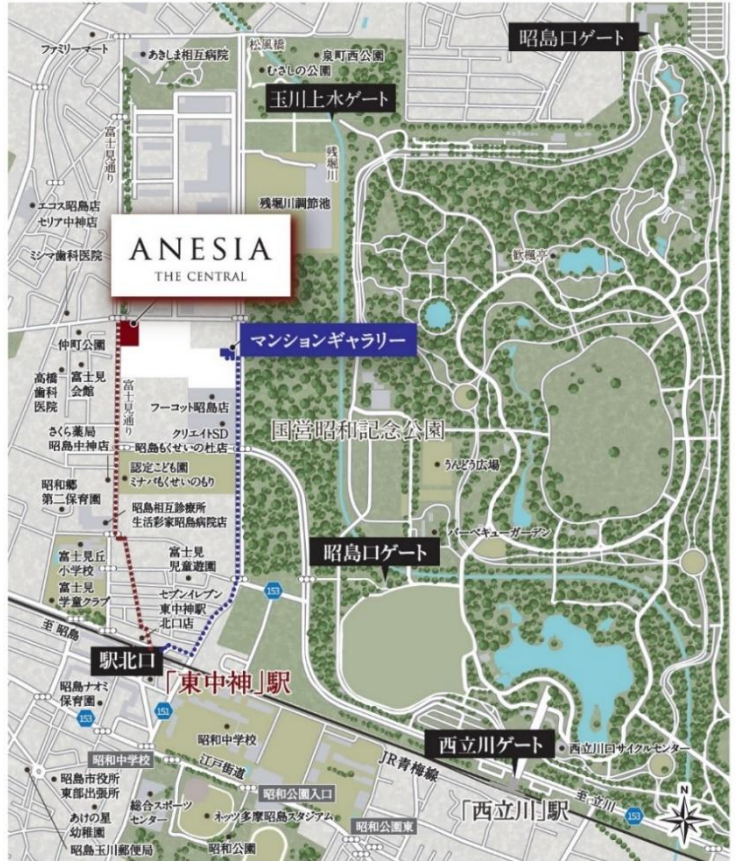 ファミリーマート
あきしま相互病院
松風橋
泉町西公園
むさしの公園
昭島口ゲート
玉川上水ゲート
富士見通り
残堀川
残堀川調節池
エコス昭島店
セリア中神店
ミシマ歯科医院
ANESIA
THE CENTRAL
歓楓亭
仲町公園
マンションギャラリー
高橋
歯科
医院
富士見
会館
富士見通り
フーコット昭島店
さくら薬局
昭島中神店
クリエイトSD
昭島もくせいの杜店
国営昭和記念公園
認定こども園
ミナパもくせいのもり
うんどう広場
昭和郷
第二保育園
昭島相互診療所
生活彩家昭島病院店
バーベキューガーデン
昭島口ゲート
富士見丘
小学校
富士見
学童クラブ
富士見
児童遊園
153
セブンイレブン
東中神駅
北口店
至 昭島
駅北口
「東中神」駅
昭島ナオミ
保育園
153
151
昭和中学校
西立川ゲート
西立川口サイクルセンター
昭和中学校
江戸街道
JR青梅線
至 立川
N
昭島市役所
東部出張所
総合スポーツ
センター
昭和公園入口
「西立川」駅
153
あけの星
幼稚園
ネッツ多摩昭島スタジアム
昭和公園東
昭島玉川郵便局
昭和公園